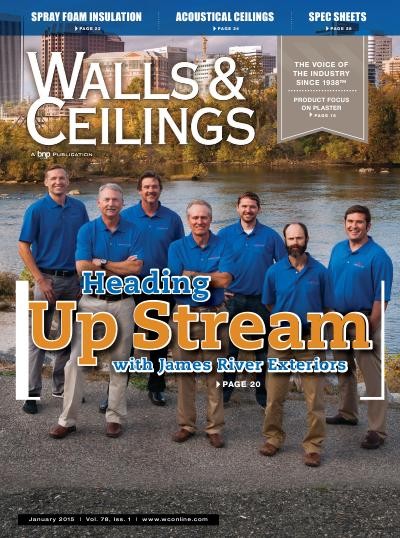 SPRAY FOAM INSULATION
PAGE 22
ACOUSTICAL CEILINGS
PAGE 24
SPEC SHEETS
PAGE 28
WALLS &
CEILINGS
A bnp PUBLICATION
THE VOICE OF
THE INDUSTRY
SINCE 1938™
PRODUCT FOCUS
ON PLASTER
PAGE 16
Heading
Up Stream
with James River Exteriors
PAGE 20
January 2015 | Vol. 78, Iss. 1 | www.wconline.com